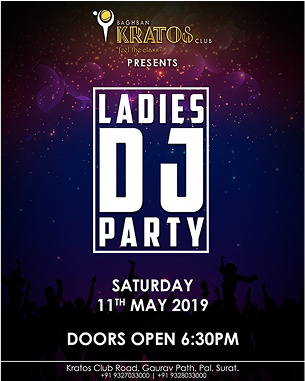 BAGHBAN
KRATOS CLUB
"feel the class"
PRESENTS
LADIES
DJ
PARTY
SATURDAY
11TH MAY 2019
DOORS OPEN 6:30PM
Kratos Club Road, Gaurav Path, Pal, Surat.
+91 9327033000 | +91 9328033000